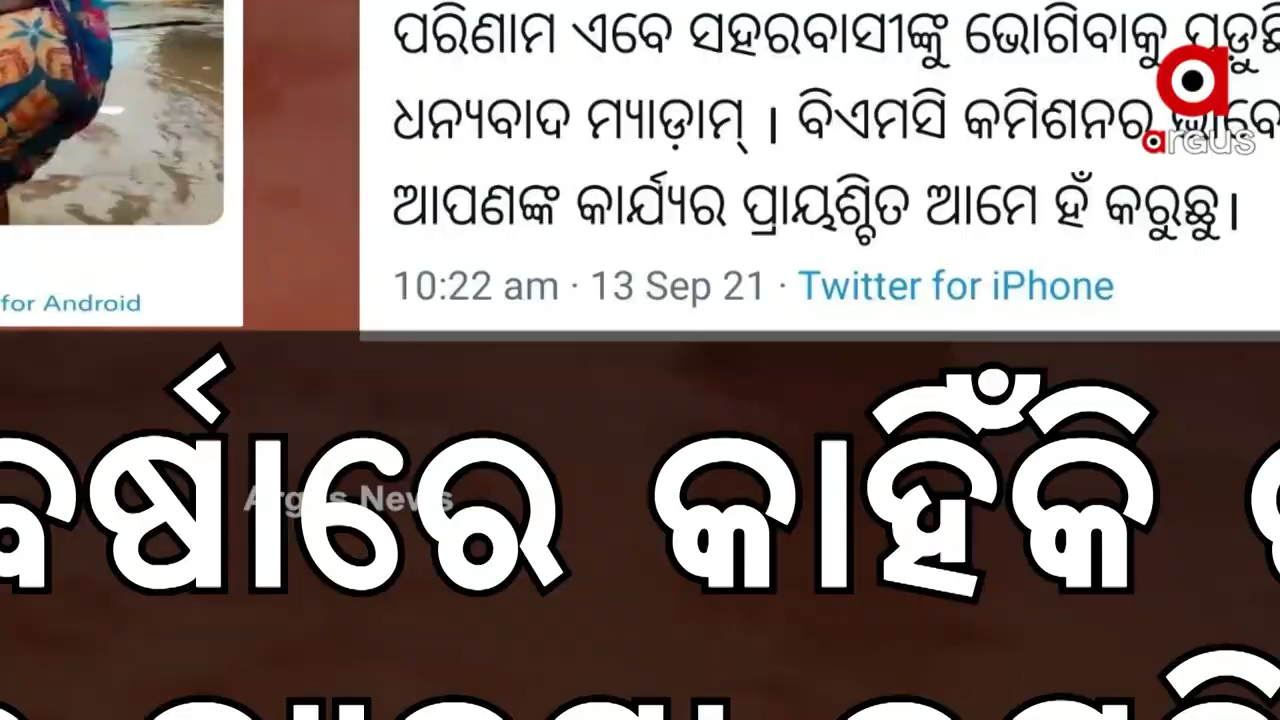 ପରିଣାମ ଏବେ ସହରବାସୀଙ୍କୁ ଭୋଗିବାକୁ
ଧନ୍ୟବାଦ ମ୍ୟାଡ଼ାମ୍ । ବିଏମସି କମିଶନର ଭାବେ
ଆପଣଙ୍କ କାର୍ଯ୍ୟର ପ୍ରାୟଶ୍ଚିତ ଆମେ ହଁ କରୁଛୁ।
10:22 am · 13 Sep 21 · Twitter for iPhone
for Android
argus
ବର୍ଷାରେ କାହିଁକି
Argus News